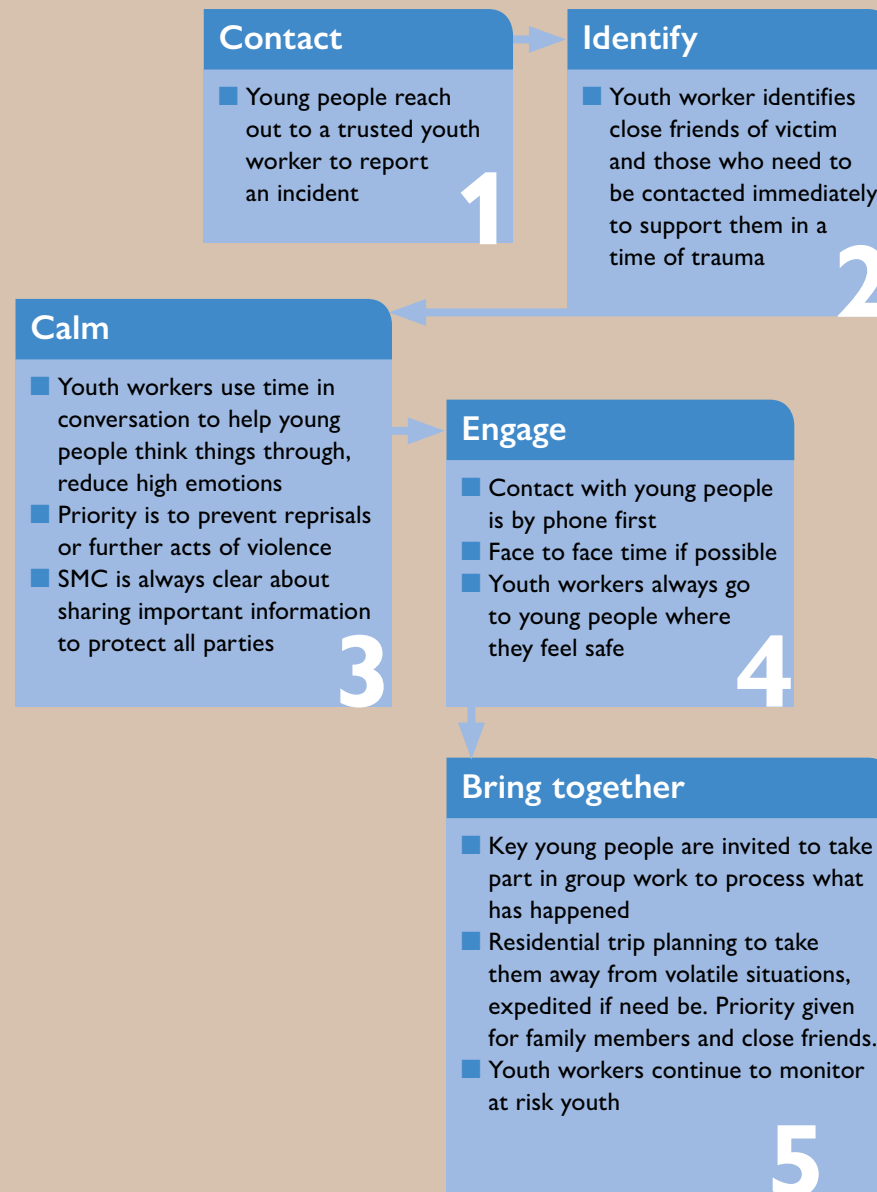 Contact
Young people reach
out to a trusted youth
worker to report
an incident
1
Identify
Youth worker identifies
close friends of victim
and those who need to
be contacted immediately
to support them in a
time of trauma
2
Calm
Youth workers use time in
conversation to help young
people think things through,
reduce high emotions
Priority is to prevent reprisals
or further acts of violence
SMC is always clear about
sharing important information
to protect all parties
3
Engage
Contact with young people
is by phone first
Face to face time if possible
Youth workers always go
to young people where
they feel safe
4
Bring together
Key young people are invited to take
part in group work to process what
has happened
Residential trip planning to take
them away from volatile situations,
expedited if need be. Priority given
for family members and close friends.
Youth workers continue to monitor
at risk youth
5